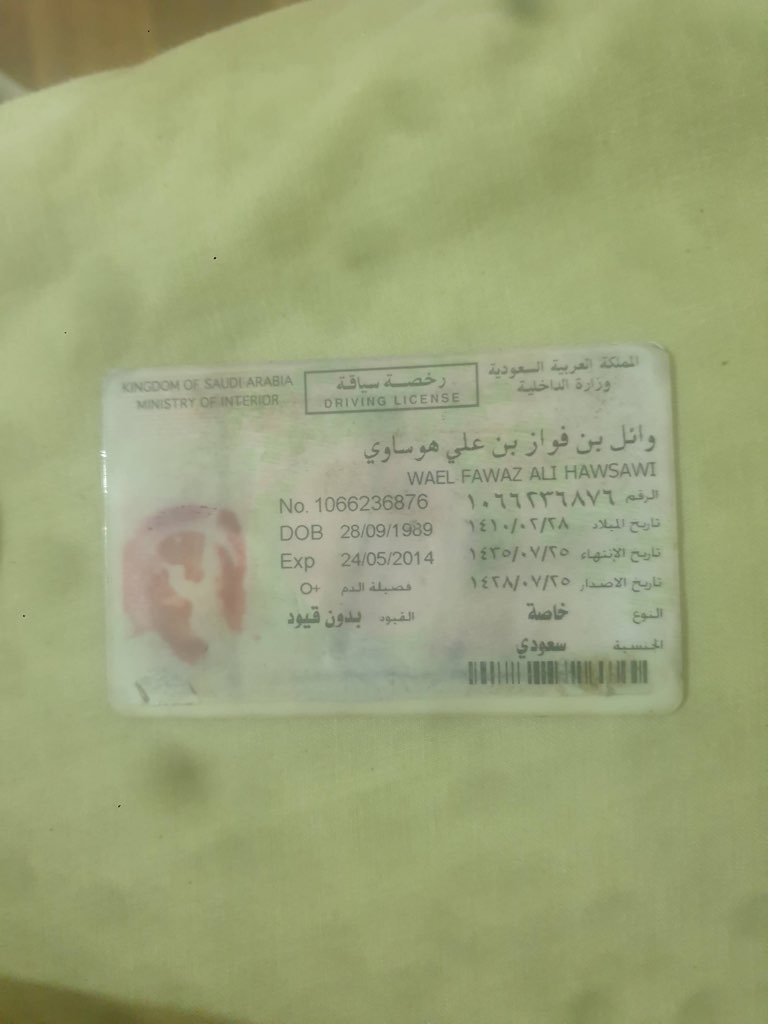 KINGDOM OF SAUDI ARABIA
MINISTRY OF INTERIOR
رخصة سياقة
DRIVING LICENSE
المملكة العربية السعودية
وزارة الداخلية
وائل بن فواز بن علي هوساوي
WAEL FAWAZ ALI HAWSAWI
No. 1066236876 الرقم ١٠٦٦٢٣٦٨٧٦
DOB 28/09/1989 تاريخ الميلاد ١٤١٠/٠٢/٢٨
Exp 24/05/2014 تاريخ الإنتهاء ١٤٣٥/٠٧/٢٥
فصيلة الدم O+ تاريخ الاصدار ١٤٢٨/٠٧/٢٥
القيود بدون قيود النوع خاصة
الجنسية سعودي